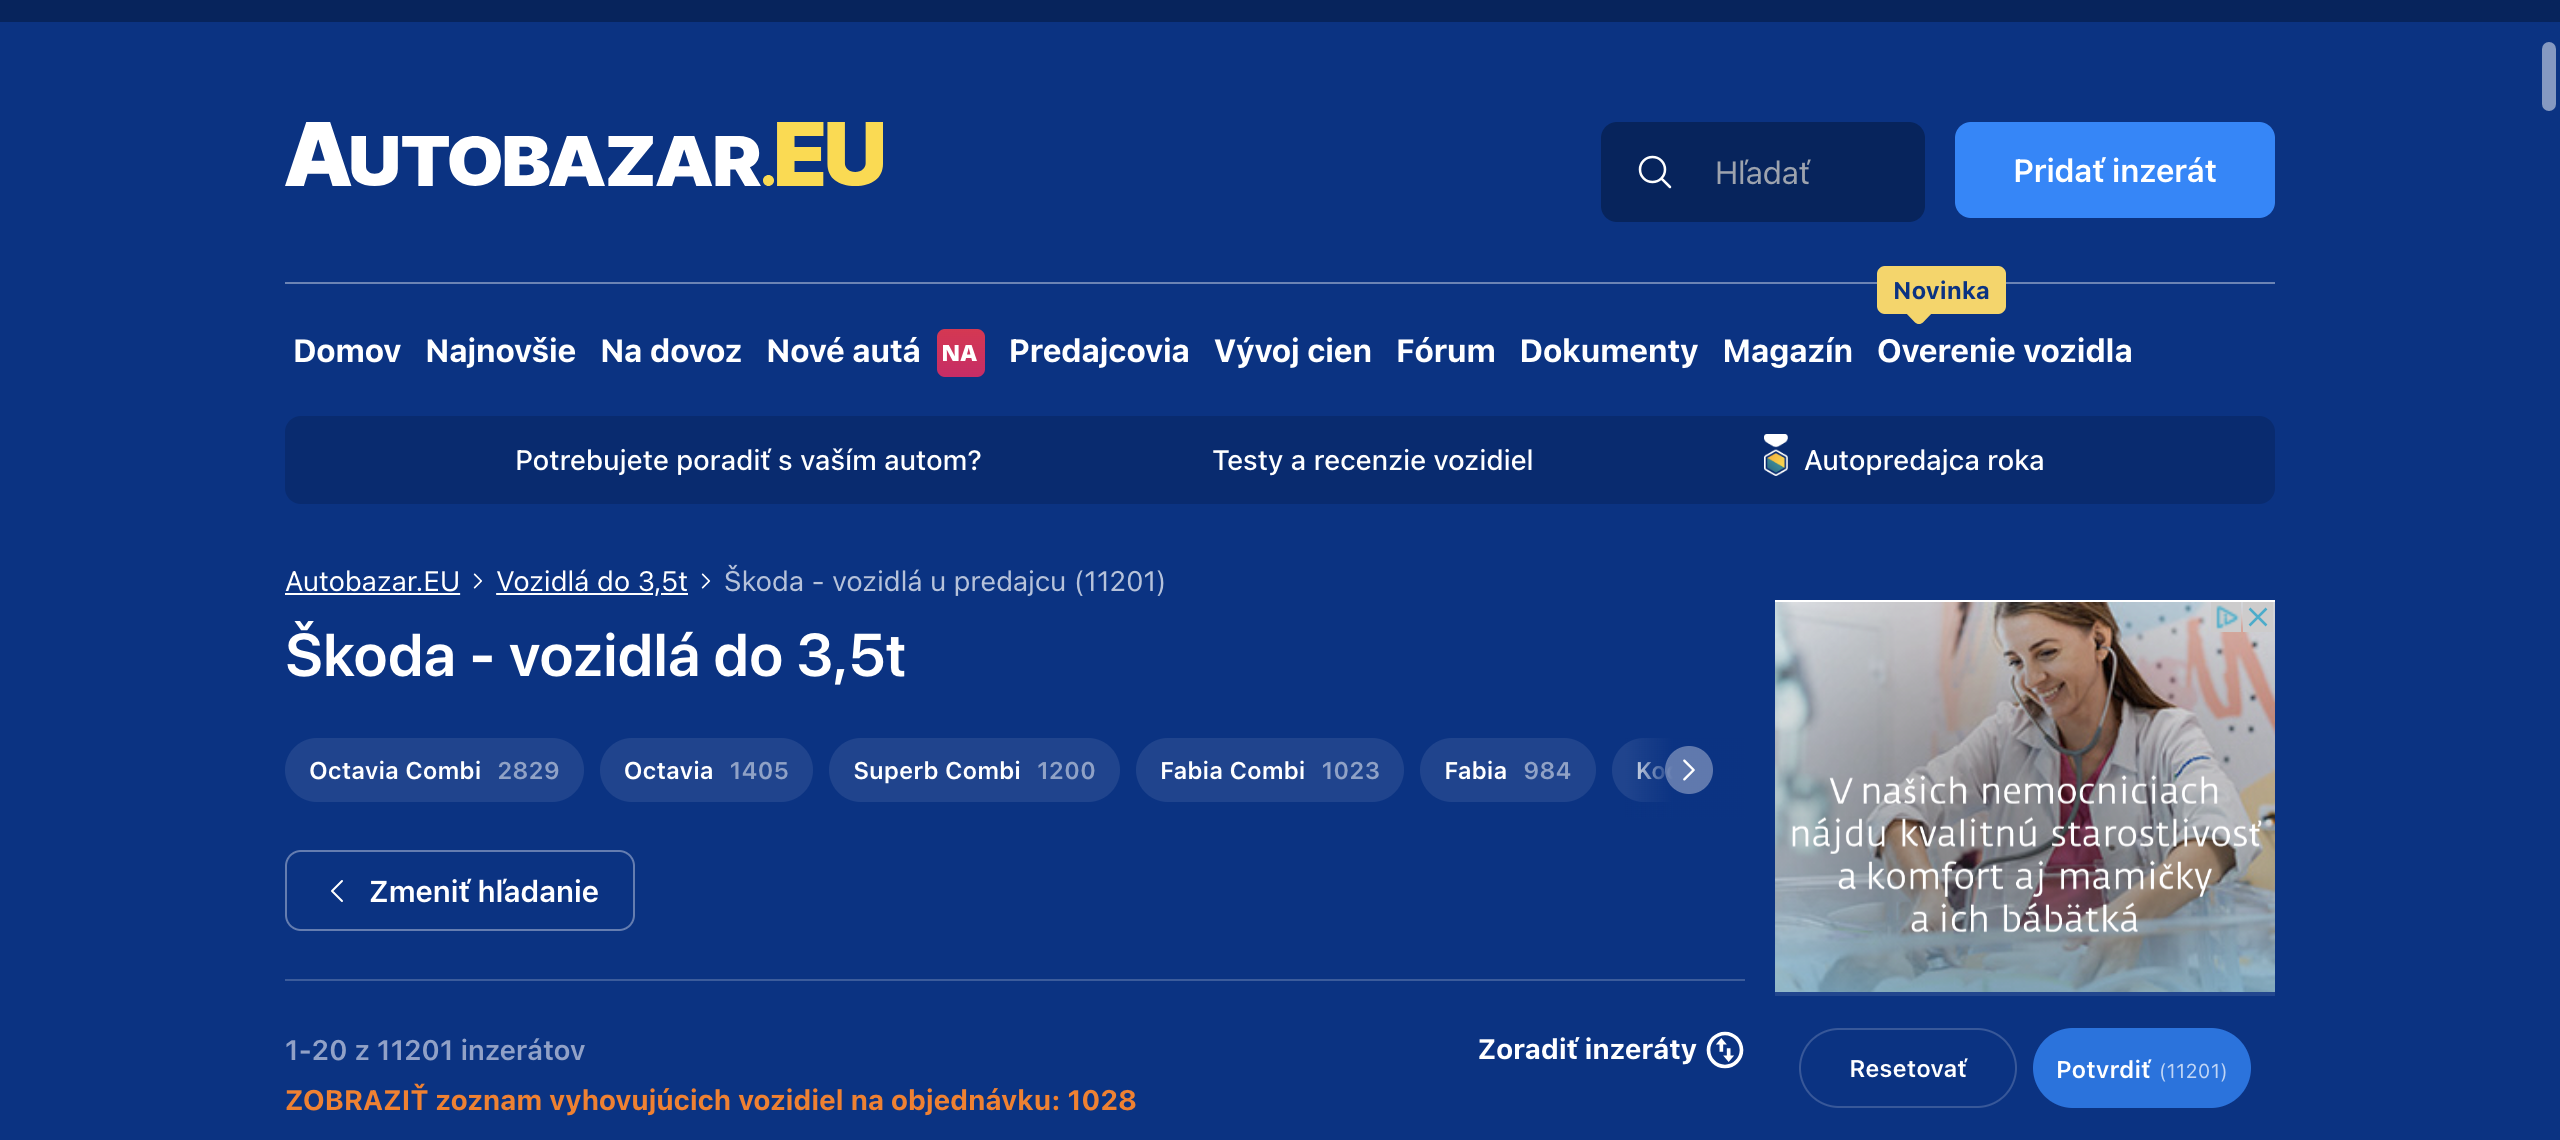 AUTOBAZAR.EU
Hľadať
Pridať inzerát
Novinka
Domov Najnovšie Na dovoz Nové autá NA Predajcovia Vývoj cien Fórum Dokumenty Magazín Overenie vozidla
Potrebujete poradiť s vaším autom? Testy a recenzie vozidiel Autopredajca roka
Autobazar.EU > Vozidlá do 3,5t > Škoda - vozidlá u predajcu (11201)
Škoda - vozidlá do 3,5t
Octavia Combi 2829 Octavia 1405 Superb Combi 1200 Fabia Combi 1023 Fabia 984
Zmeniť hľadanie
V našich nemocniciach
nájdu kvalitnú starostlivosť
a komfort aj mamičky
a ich bábätká
1-20 z 11201 inzerátov
Zoradiť inzeráty
ZOBRAZIŤ zoznam vyhovujúcich vozidiel na objednávku: 1028
Resetovať
Potvrdiť (11201)